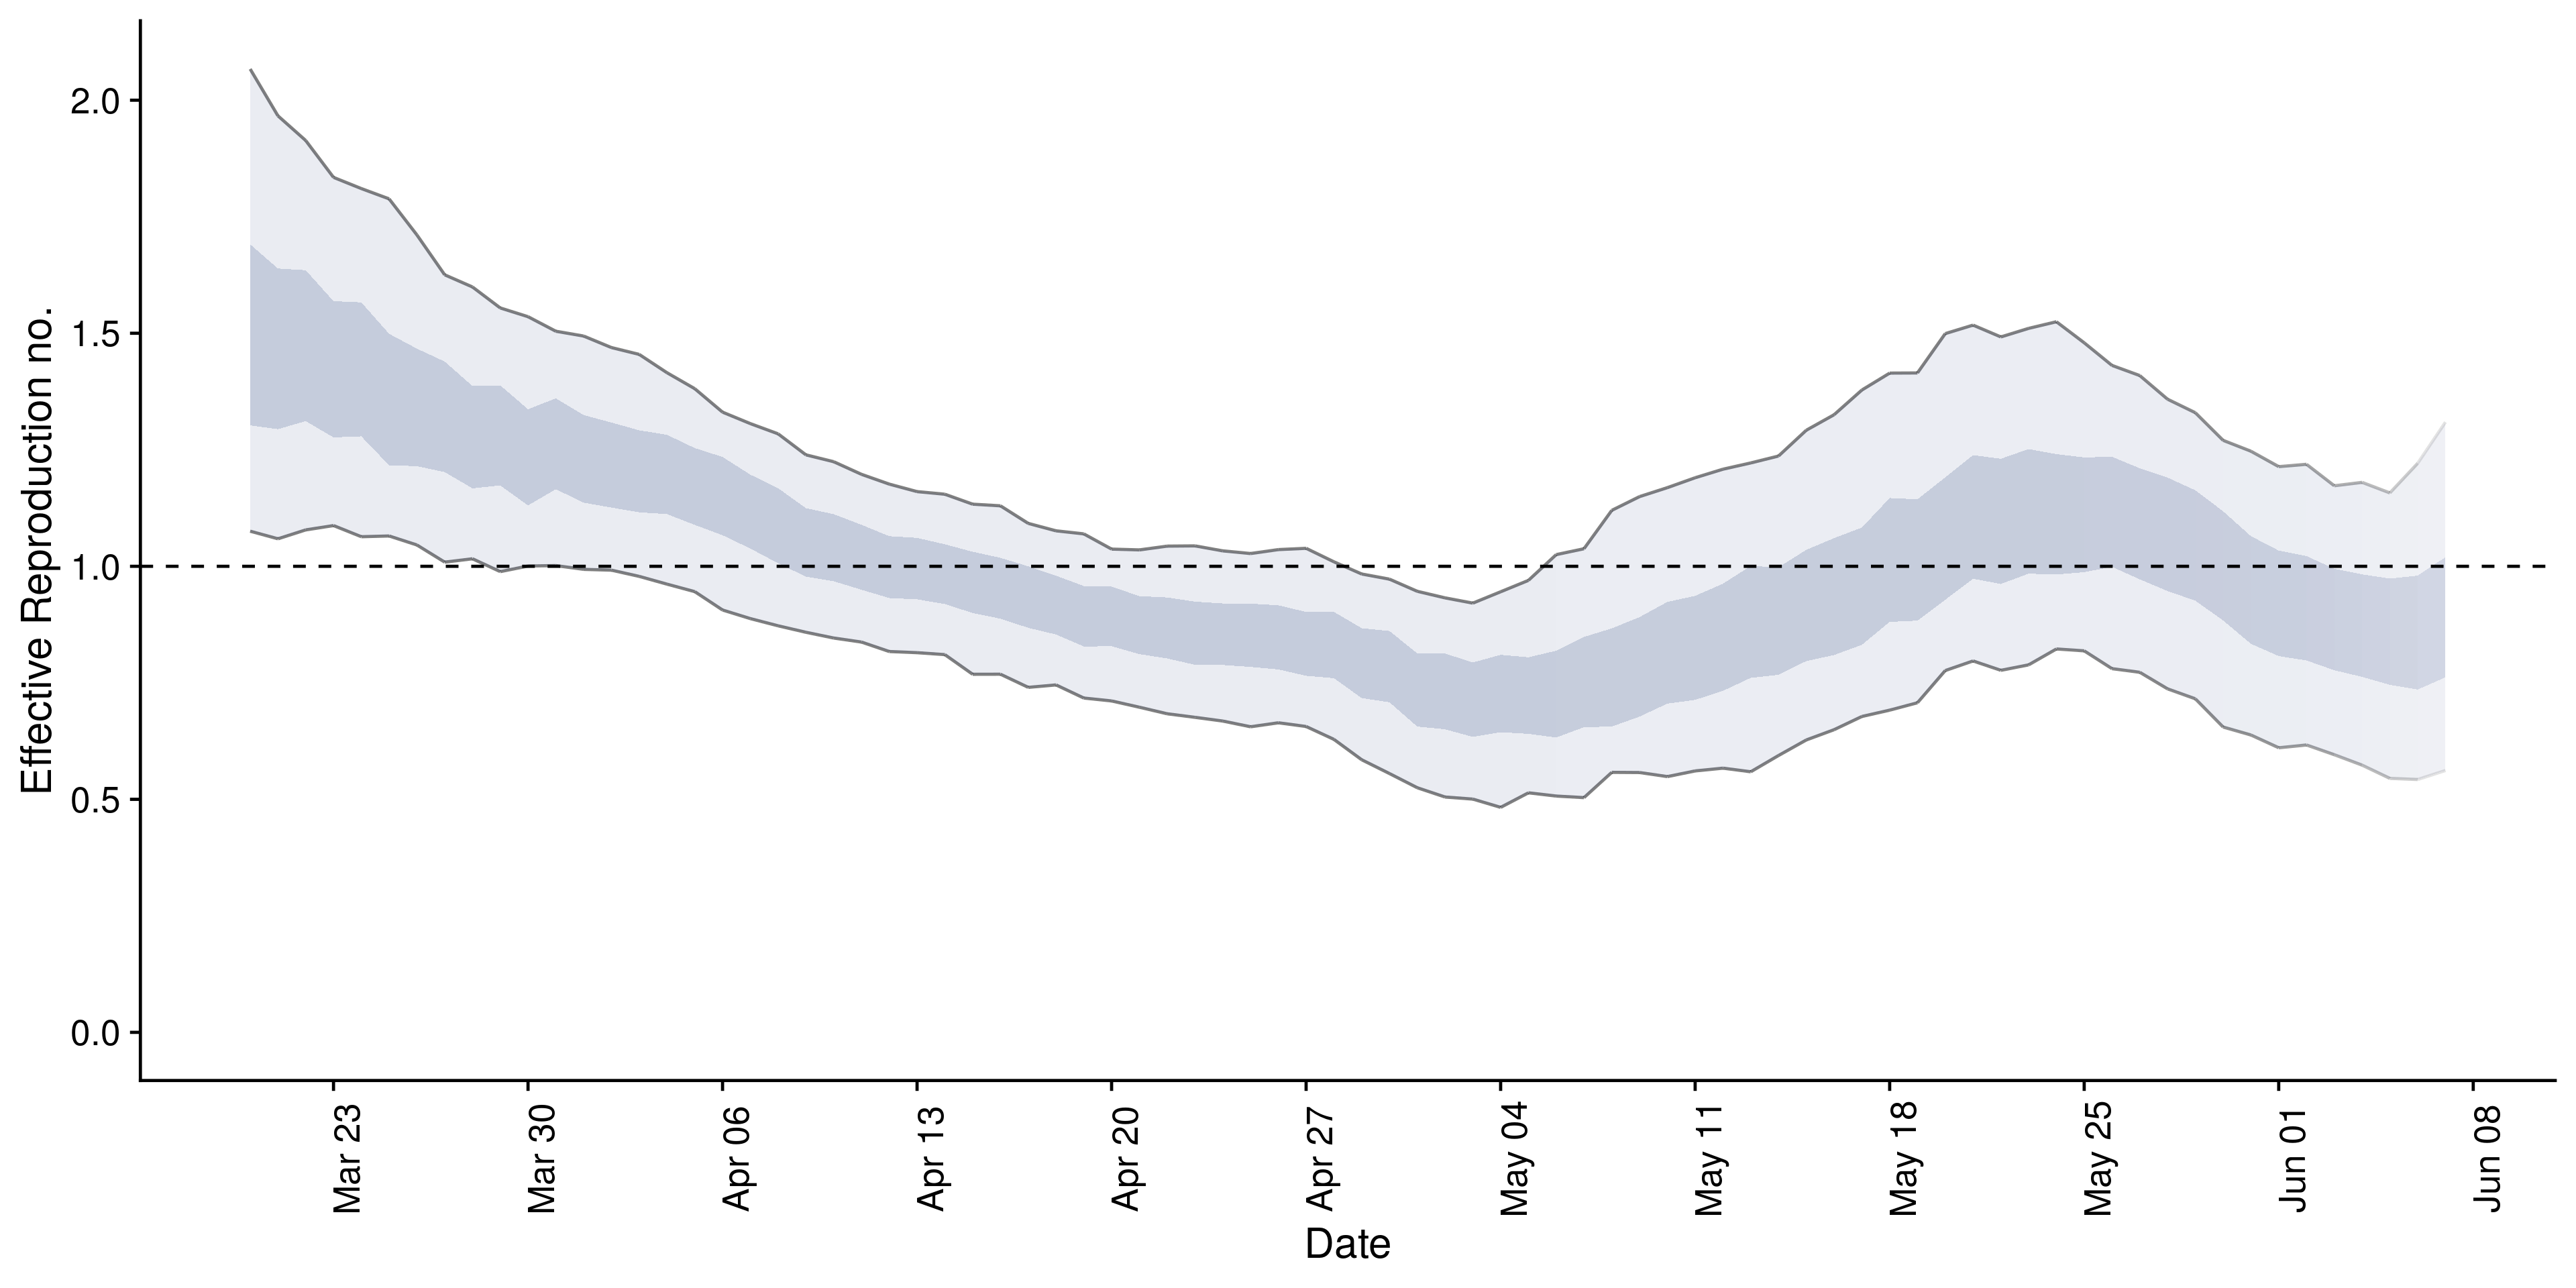 Effective Reproduction no.
2.0
1.5
1.0
0.5
0.0
Mar 23
Mar 30
Apr 06
Apr 13
Apr 20
Apr 27
May 04
May 11
May 18
May 25
Jun 01
Jun 08
Date